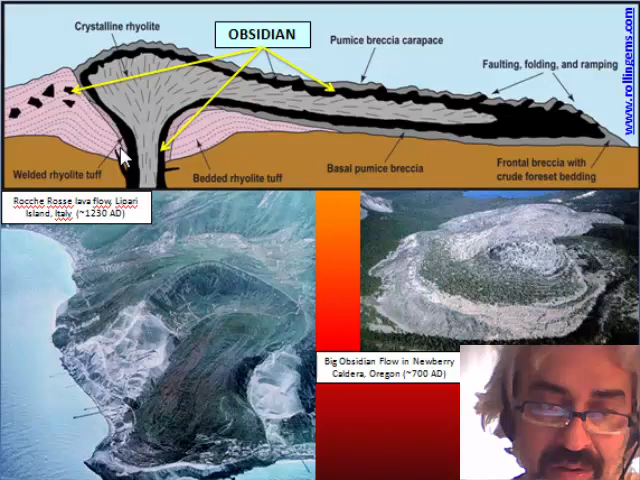 Crystalline rhyolite
OBSIDIAN
Pumice breccia carapace
Faulting, folding, and ramping
www.rollingems.com
Welded rhyolite tuff
Bedded rhyolite tuff
Basal pumice breccia
Frontal breccia with
crude foreset bedding
Rocche Rosse lava flow, Lipari
Island, Italy (~1230 AD)
Big Obsidian Flow in Newberry
Caldera, Oregon (~700 AD)